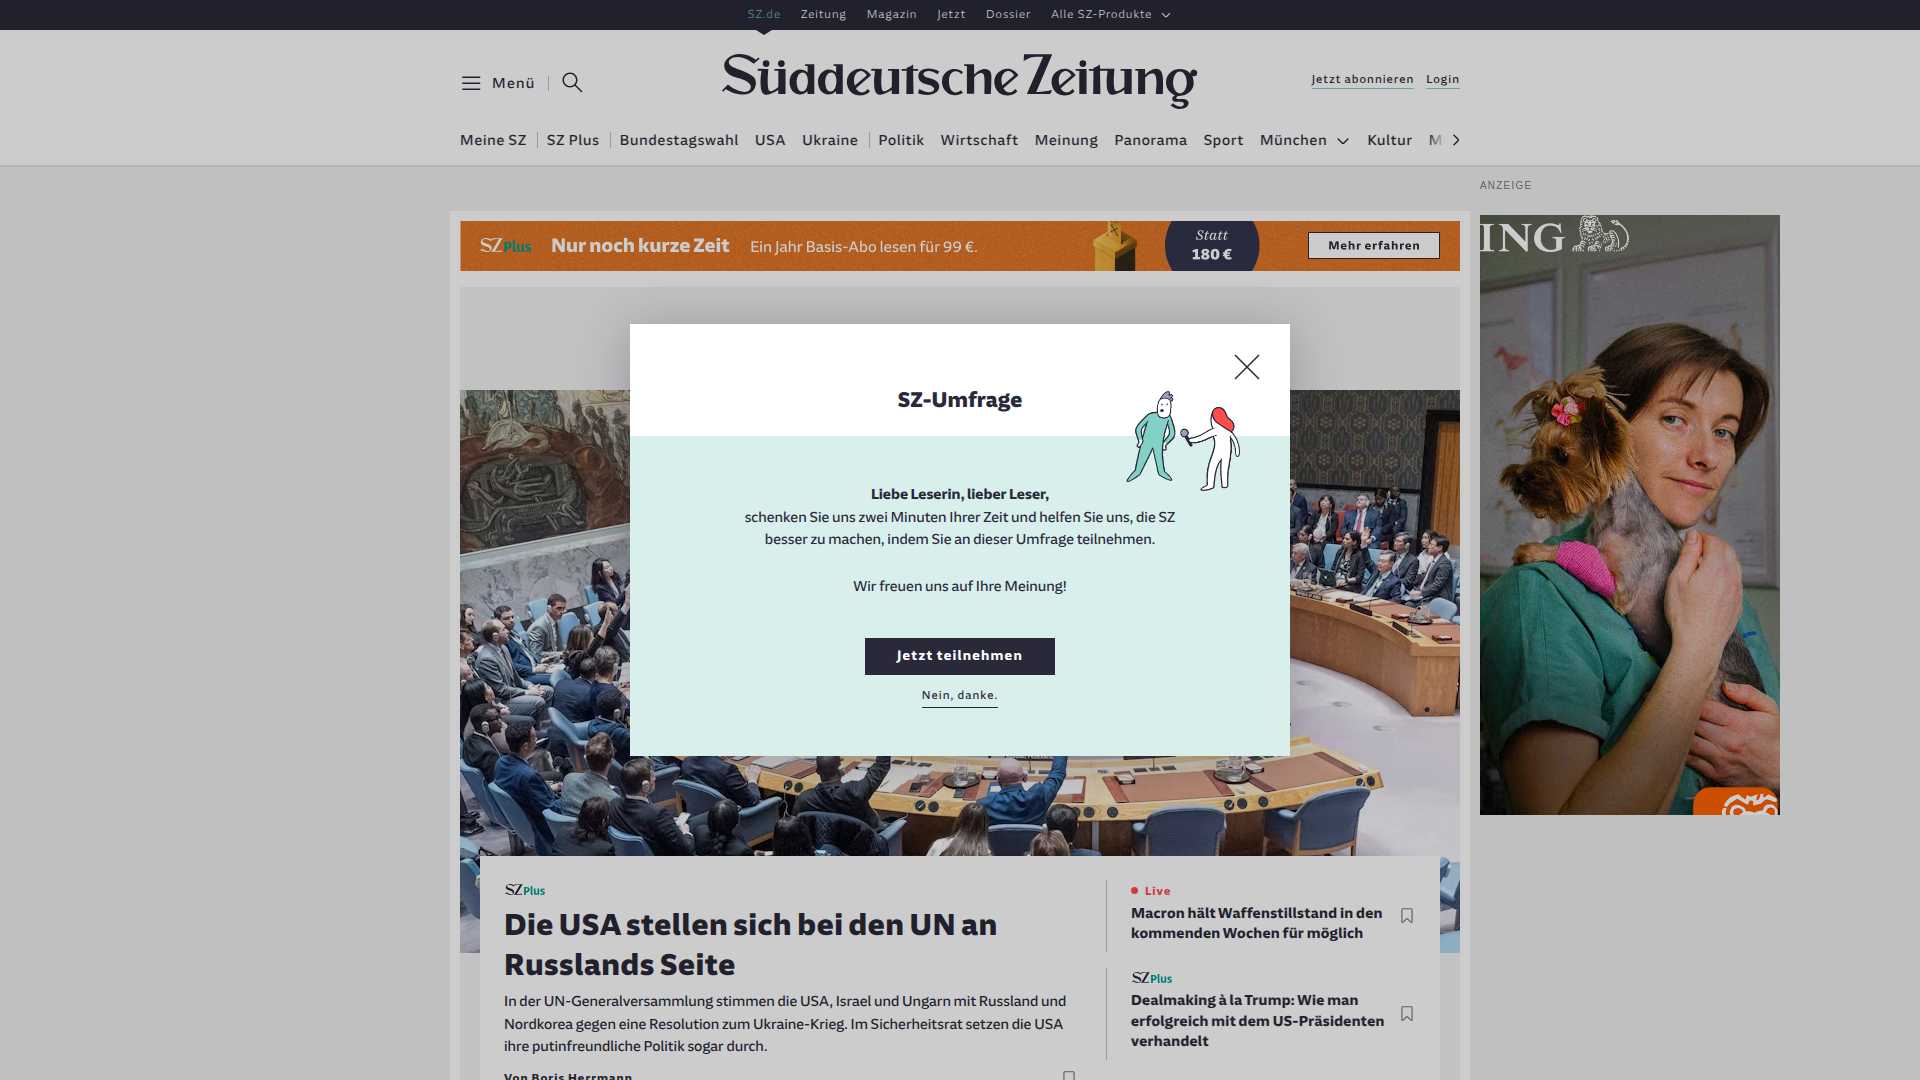 SZ.de Zeitung Magazin Jetzt Dossier Alle SZ-Produkte
Menü
Süddeutsche Zeitung
Jetzt abonnieren Login
Meine SZ SZ Plus Bundestagswahl USA Ukraine Politik Wirtschaft Meinung Panorama Sport München Kultur M
ANZEIGE
SZ Plus Nur noch kurze Zeit Ein Jahr Basis-Abo lesen für 99 €.
Statt
180 €
Mehr erfahren
ING
SZ-Umfrage
Liebe Leserin, lieber Leser,
schenken Sie uns zwei Minuten Ihrer Zeit und helfen Sie uns, die SZ
besser zu machen, indem Sie an dieser Umfrage teilnehmen.
Wir freuen uns auf Ihre Meinung!
Jetzt teilnehmen
Nein, danke.
SZ Plus
Die USA stellen sich bei den UN an
Russlands Seite
In der UN-Generalversammlung stimmen die USA, Israel und Ungarn mit Russland und
Nordkorea gegen eine Resolution zum Ukraine-Krieg. Im Sicherheitsrat setzen die USA
ihre putinfreundliche Politik sogar durch.
Von Boris Herrmann
Live
Macron hält Waffenstillstand in den
kommenden Wochen für möglich
SZ Plus
Dealmaking à la Trump: Wie man
erfolgreich mit dem US-Präsidenten
verhandelt